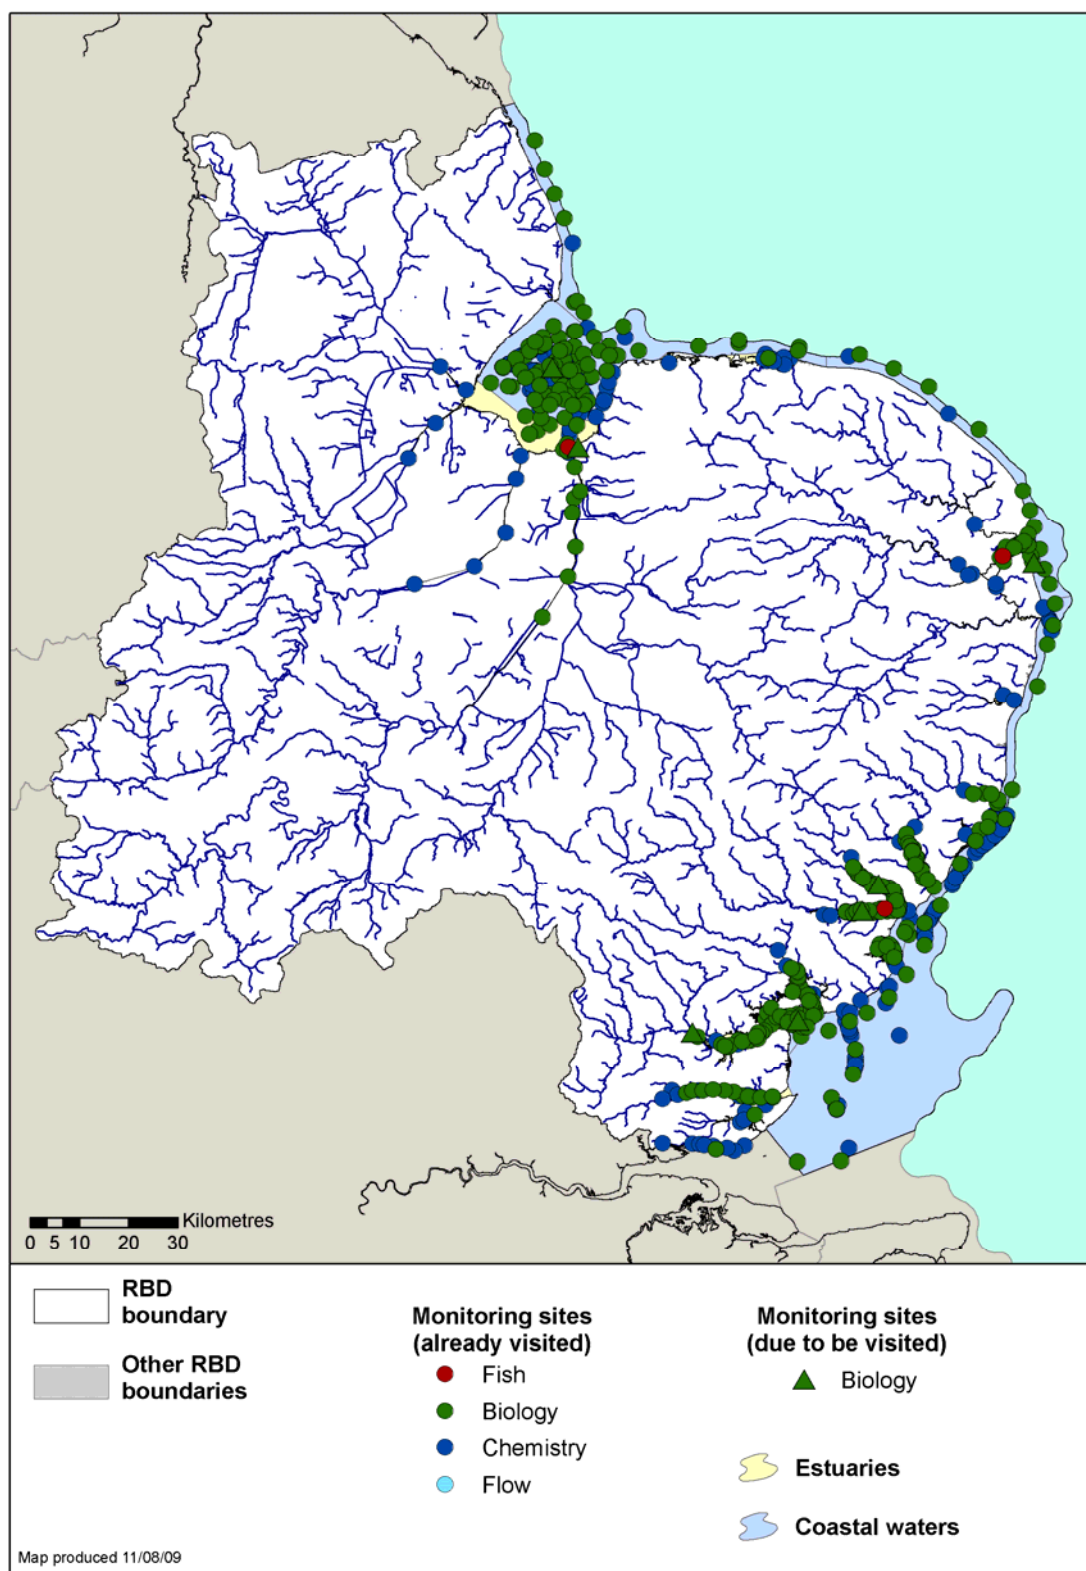 Kilometres
0 5 10 20 30
RBD
boundary
Other RBD
boundaries
Monitoring sites
(already visited)
Fish
Biology
Chemistry
Flow
Monitoring sites
(due to be visited)
Biology
Estuaries
Coastal waters
Map produced 11/08/09